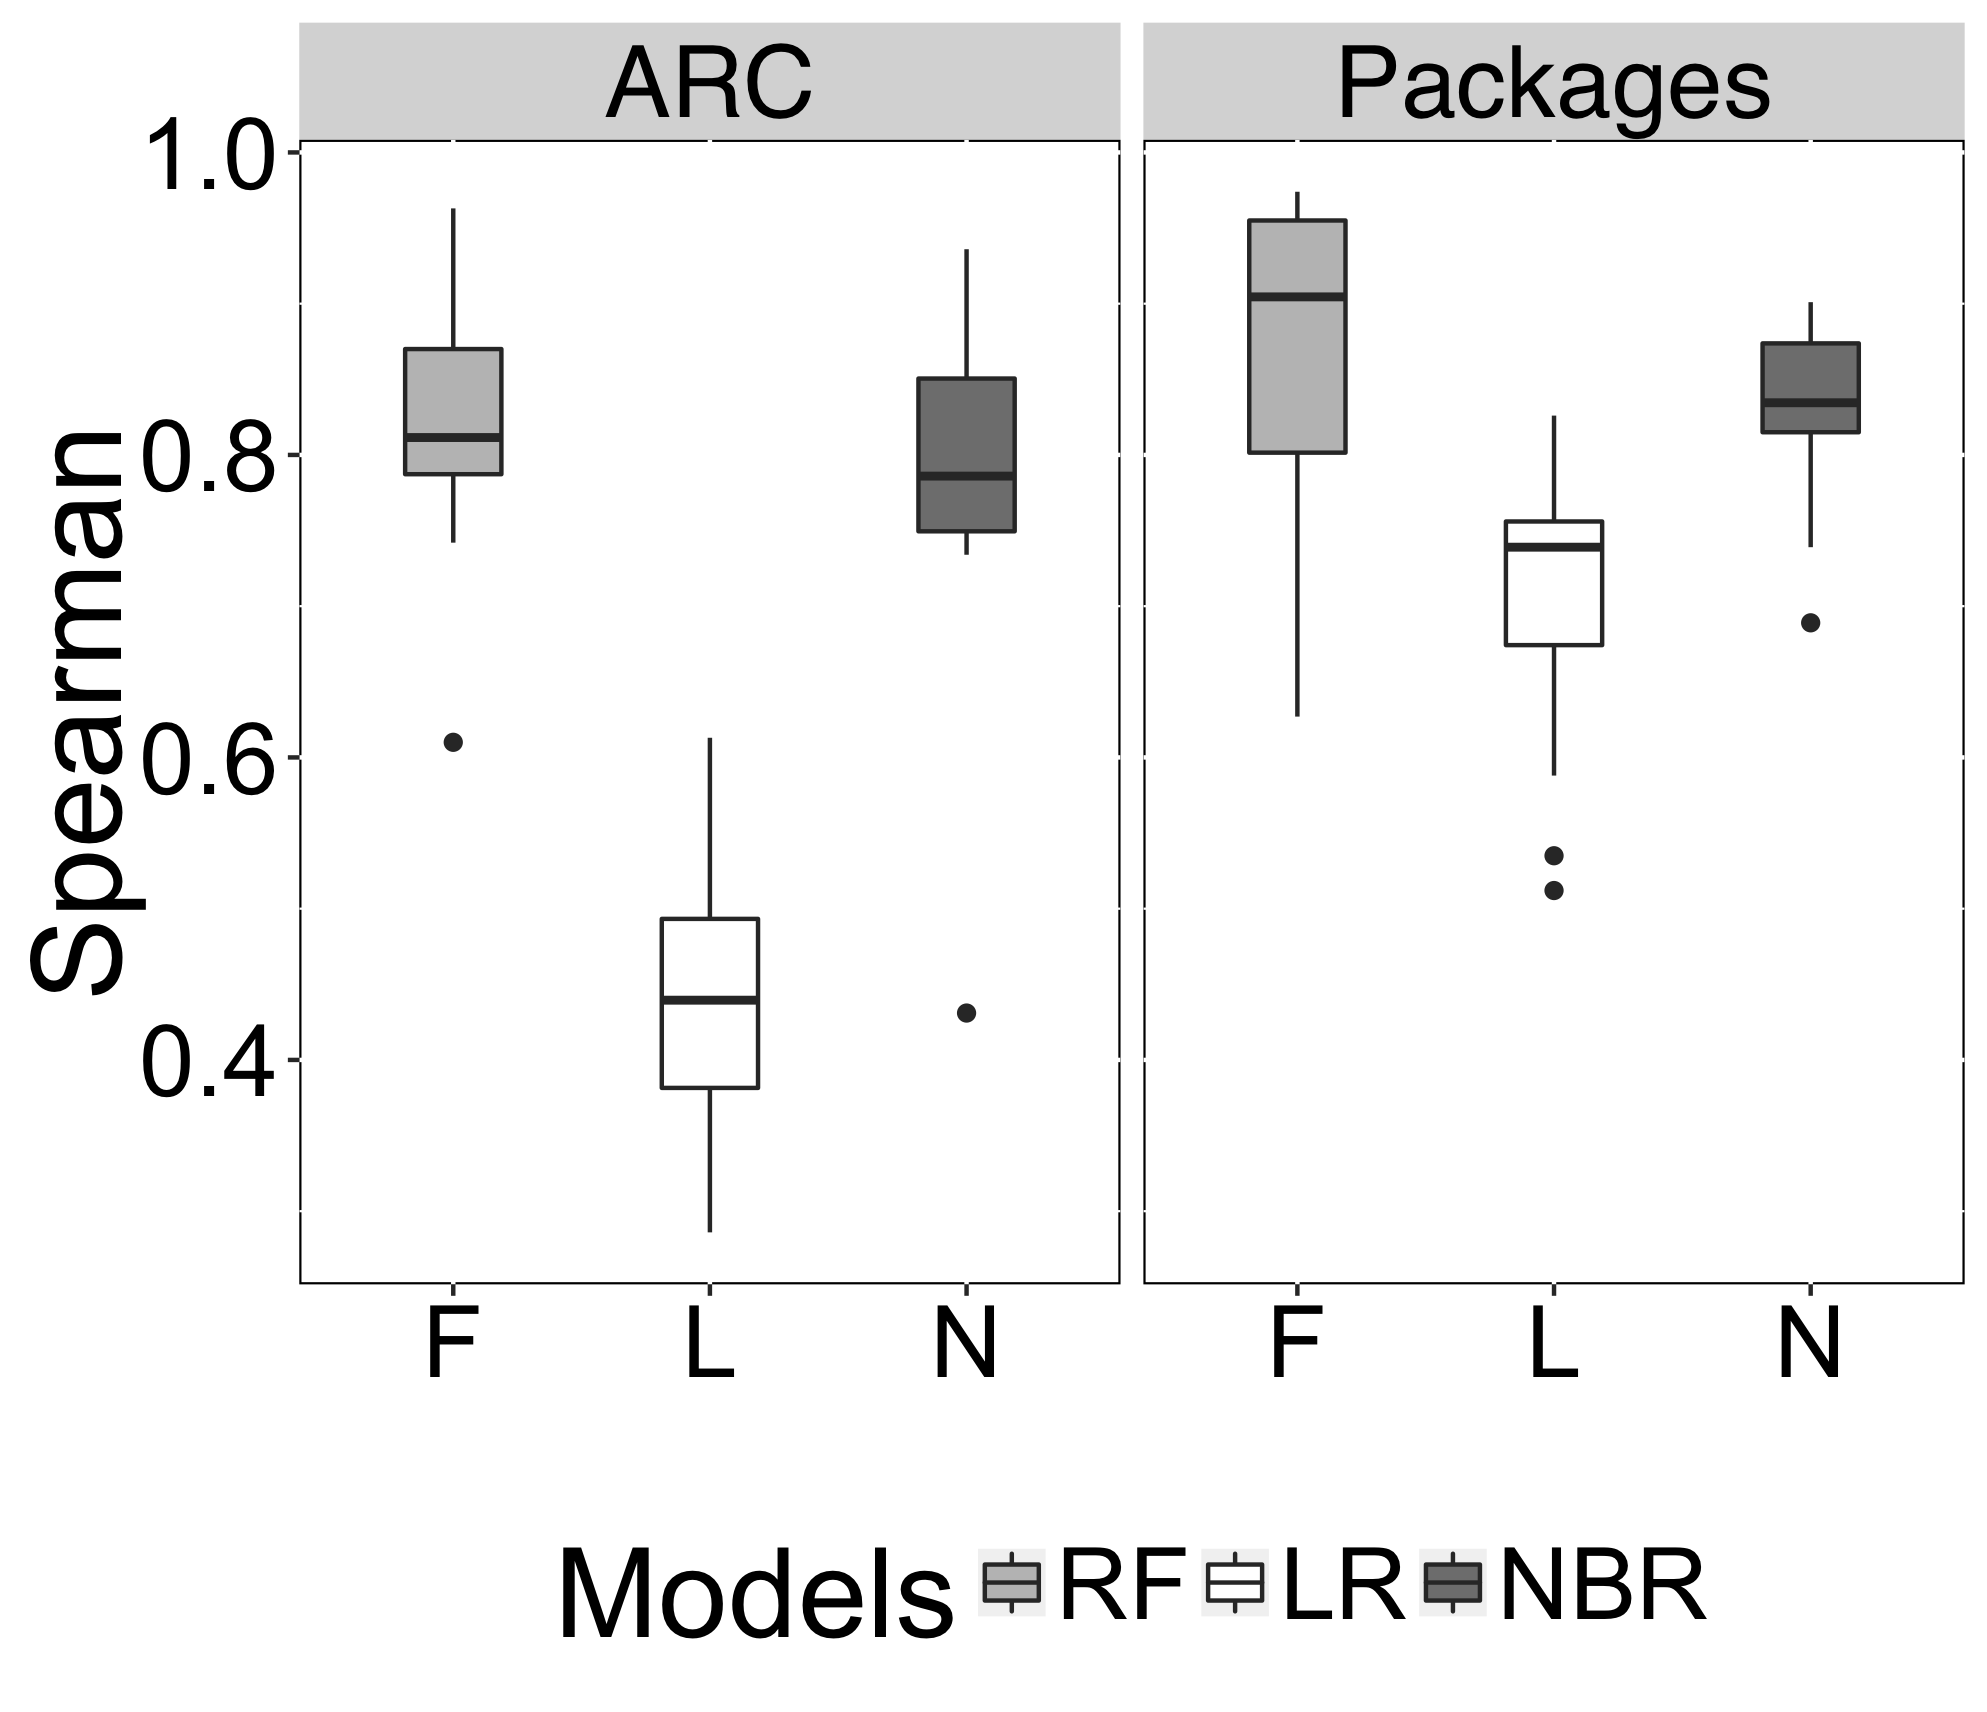 ARC Packages
Spearman
1.0
0.8
0.6
0.4
F L N F L N
Models RF LR NBR